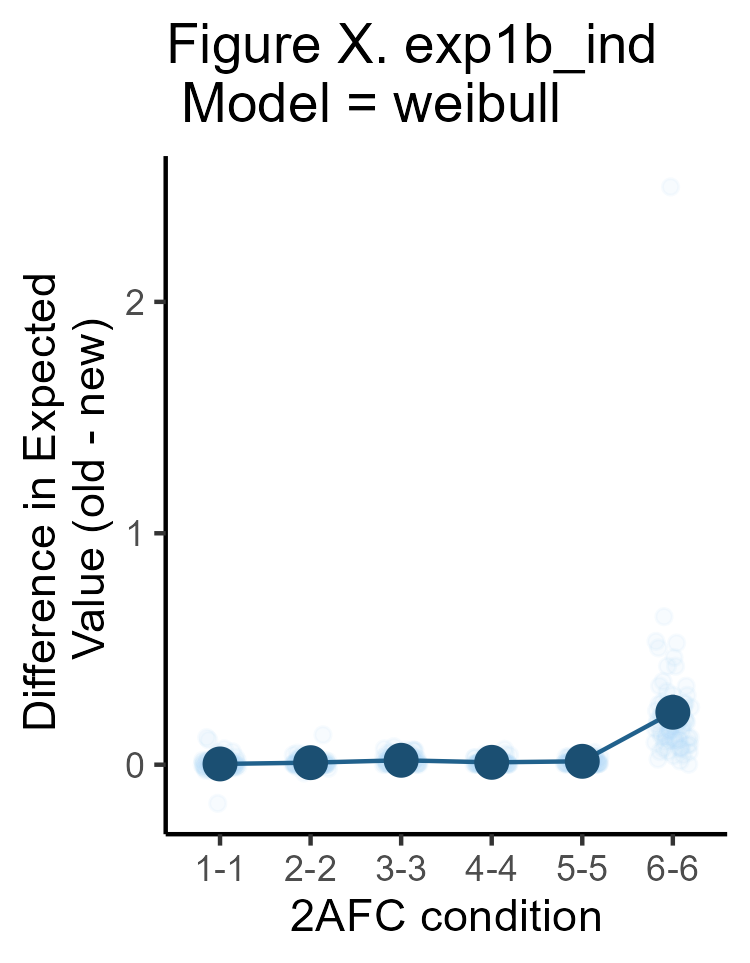 Figure X. exp1b_ind
Model = weibull
Difference in Expected
Value (old - new)
2
1
0
1-1 2-2 3-3 4-4 5-5 6-6
2AFC condition